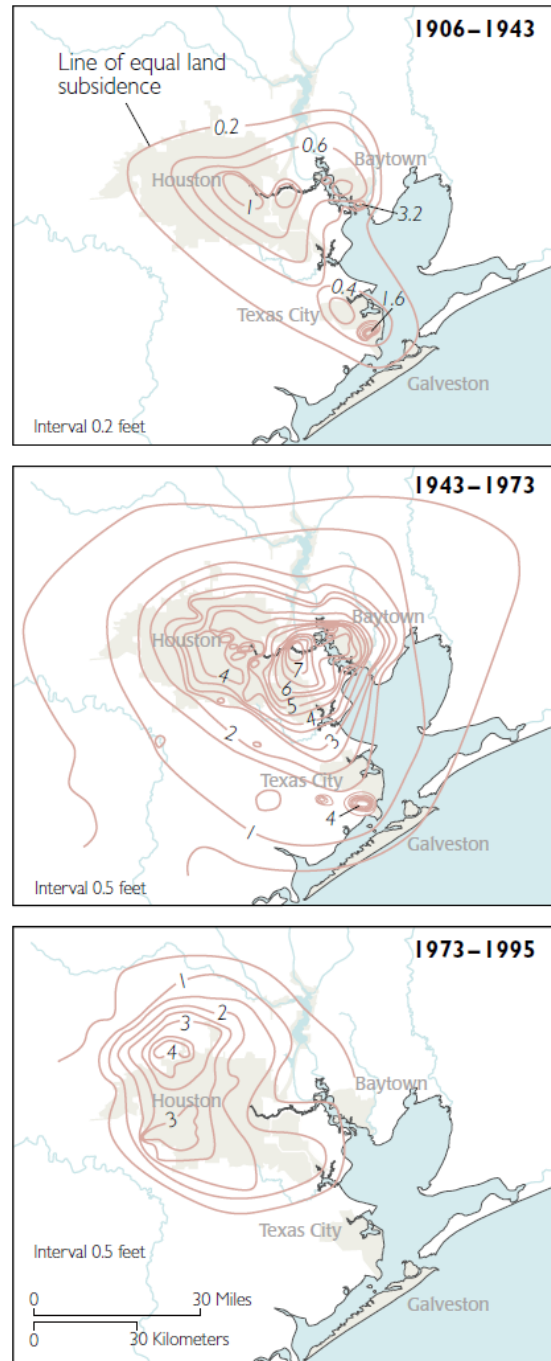 1906–1943
Line of equal land
subsidence
0.2
0.6
Baytown
Houston
1
3.2
0.4
1.6
Texas City
Galveston
Interval 0.2 feet
1943–1973
Baytown
Houston
7
4
6
5
4
2
3
Texas City
4
1
Galveston
Interval 0.5 feet
1973–1995
1
2
3
4
Baytown
Houston
3
Texas City
Interval 0.5 feet
0 30 Miles
Galveston
0 30 Kilometers